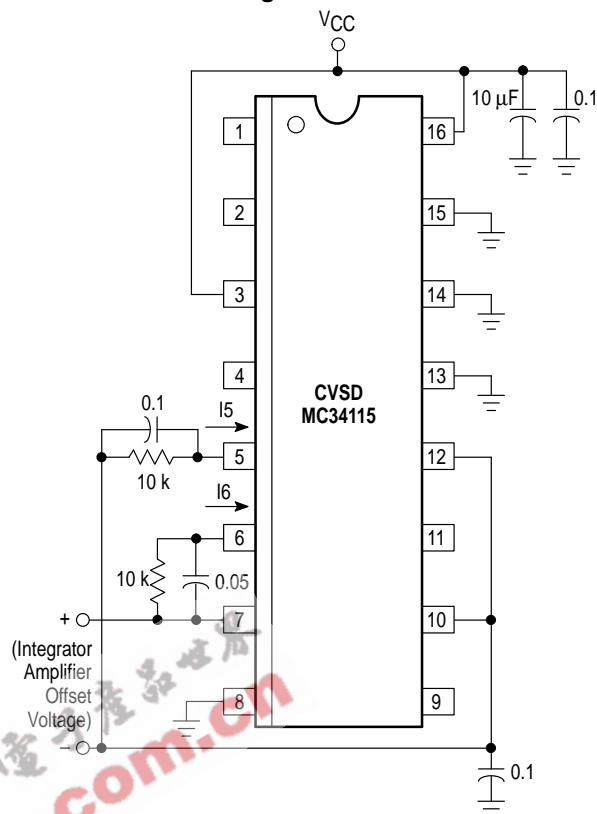 VCC
10 μF
0.1
1
16
2
15
3
14
4
13
CVSD
MC34115
0.1
I5
5
12
10 k
I6
6
11
10 k
0.05
+
7
10
(Integrator
Amplifier
Offset
Voltage)
8
9
–
0.1
com.cn